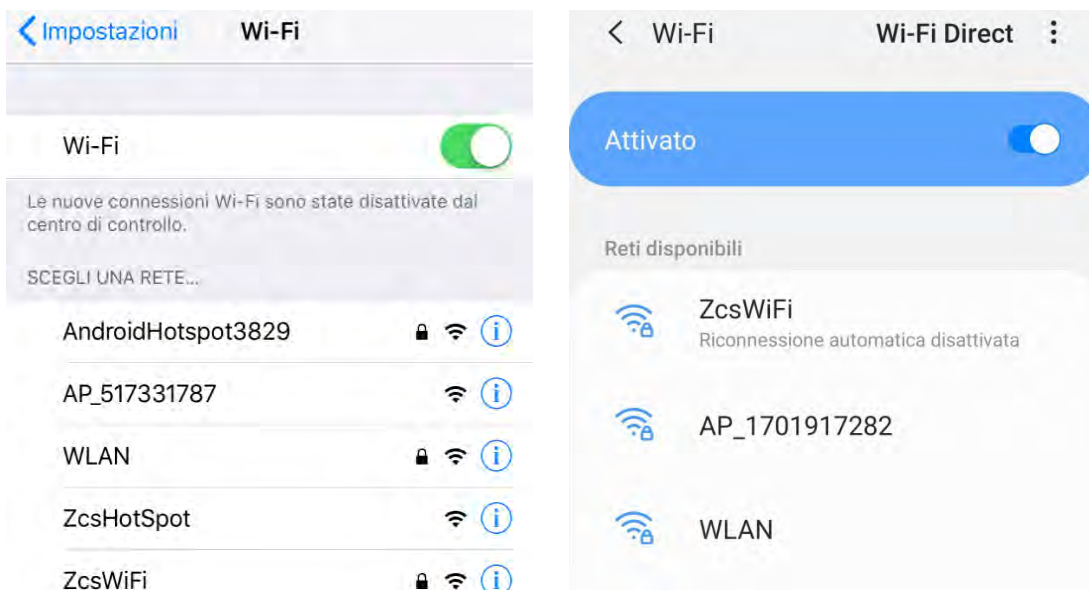 Impostazioni
Wi-Fi
Wi-Fi
Le nuove connessioni Wi-Fi sono state disattivate dal
centro di controllo.
SCEGLI UNA RETE...
AndroidHotspot3829
AP_517331787
WLAN
ZcsHotSpot
ZcsWiFi
Wi-Fi
Wi-Fi Direct
Attivato
Reti disponibili
ZcsWiFi
Riconnessione automatica disattivata
AP_1701917282
WLAN